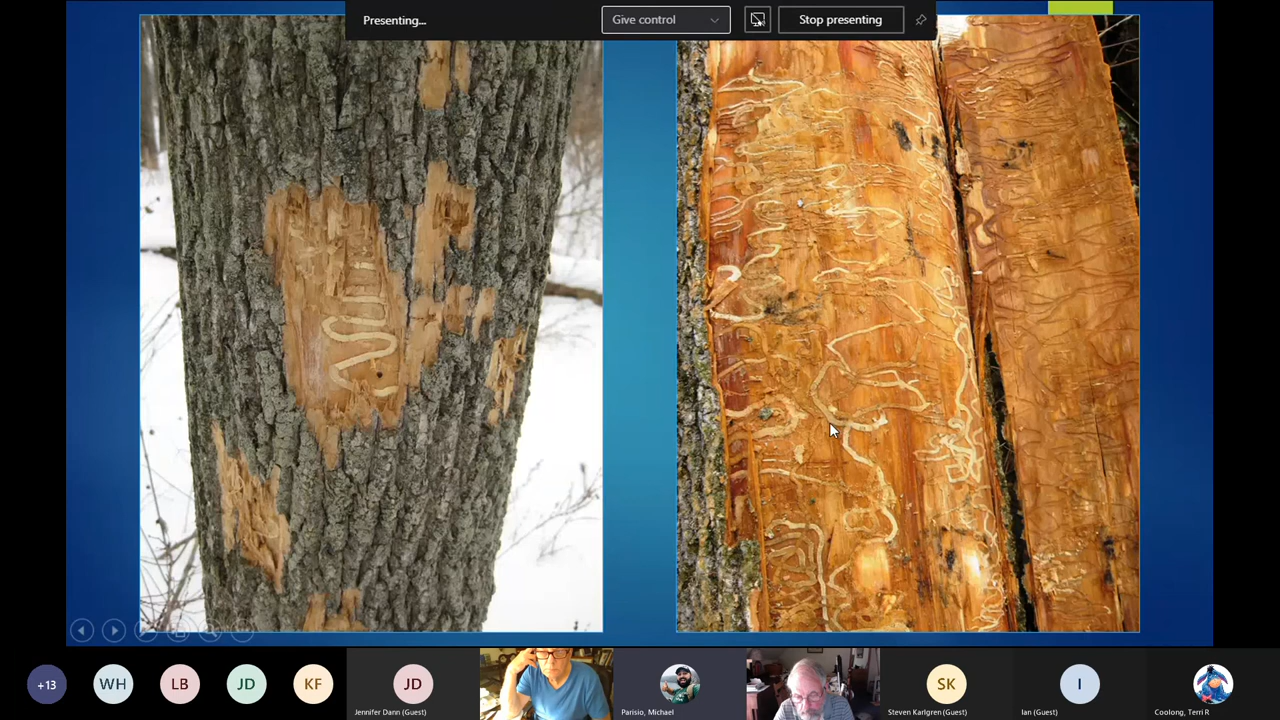 Presenting...
Give control
Stop presenting
+13
WH
LB
JD
KF
JD
SK
I
Jennifer Dann (Guest)
Parisio, Michael
Steven Karlgren (Guest)
Ian (Guest)
Coolong, Terri R